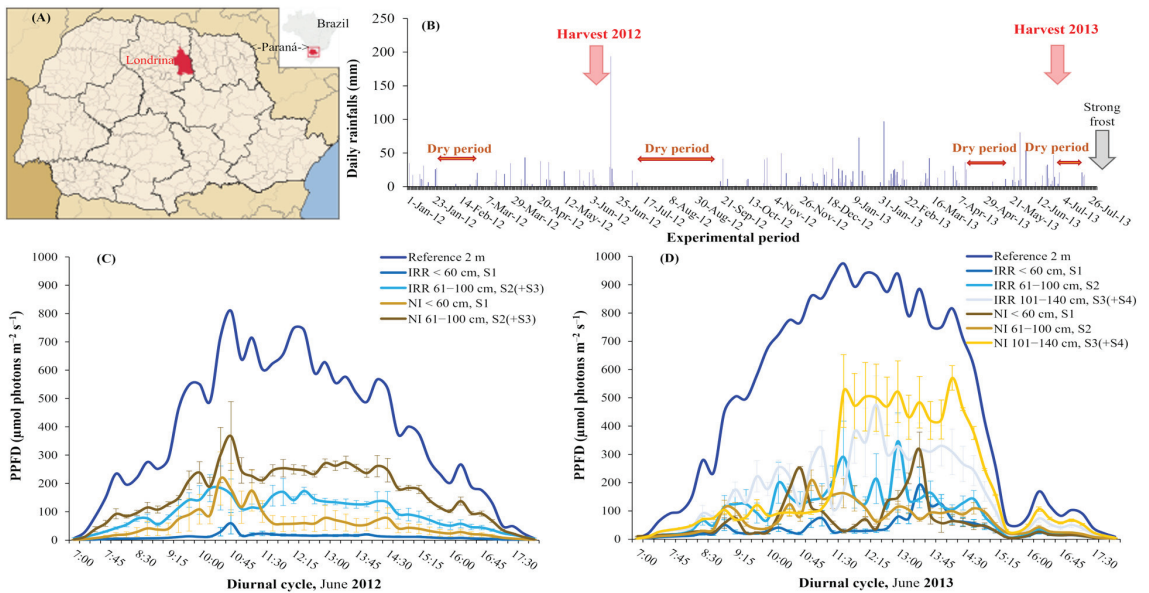 (A)
Brazil
<-Paraná->
Londrina
(B)
Daily rainfalls (mm)
250
200
150
100
50
0
Harvest 2012
Harvest 2013
Strong
frost
Dry period
Dry period
Dry period
Dry period
1-Jan-12
23-Jan-12
14-Feb-12
7-Mar-12
29-Mar-12
20-Apr-12
12-May-12
3-Jun-12
25-Jun-12
17-Jul-12
8-Aug-12
30-Aug-12
21-Sep-12
13-Oct-12
4-Nov-12
26-Nov-12
18-Dec-12
9-Jan-13
31-Jan-13
22-Feb-13
16-Mar-13
7-Apr-13
29-Apr-13
21-May-13
12-Jun-13
4-Jul-13
26-Jul-13
Experimental period
(C)
PPFD (µmol photons m⁻² s⁻¹)
1000
900
800
700
600
500
400
300
200
100
0
Reference 2 m
IRR < 60 cm, S1
IRR 61−100 cm, S2(+S3)
NI < 60 cm, S1
NI 61−100 cm, S2(+S3)
7:00
7:45
8:30
9:15
10:00
10:45
11:30
12:15
13:00
13:45
14:45
15:15
16:00
16:45
17:30
Diurnal cycle, June 2012
(D)
PPFD (µmol photons m⁻² s⁻¹)
1000
900
800
700
600
500
400
300
200
100
0
Reference 2 m
IRR < 60 cm, S1
IRR 61−100 cm, S2
IRR 101−140 cm, S3(+S4)
NI < 60 cm, S1
NI 61−100 cm, S2
NI 101−140 cm, S3(+S4)
7:00
7:45
8:30
9:15
10:00
10:45
11:30
12:15
13:00
13:45
14:30
15:15
16:00
16:45
17:30
Diurnal cycle, June 2013